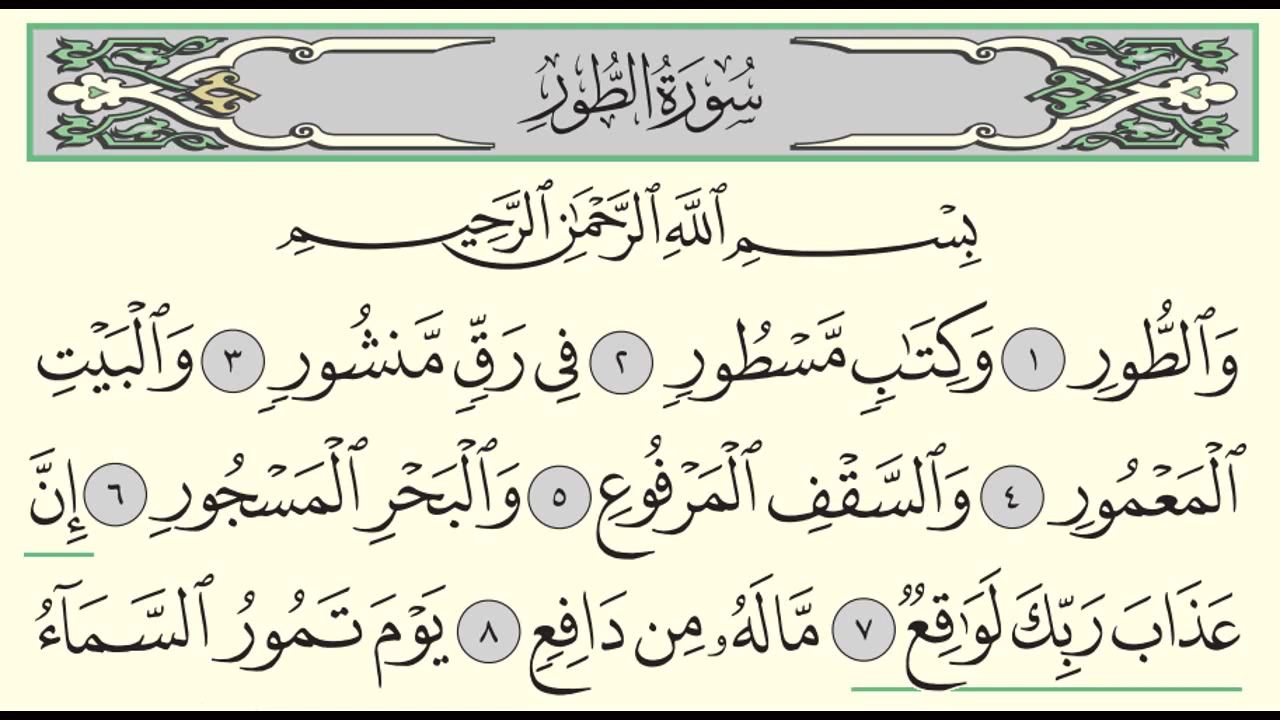 سُورَةُ الطُّورِ
بِسْمِ ٱللَّهِ ٱلرَّحْمَٰنِ ٱلرَّحِيمِ
وَٱلطُّورِ ١ وَكِتَٰبٍ مَّسْطُورٍ ٢ فِى رَقٍّ مَّنشُورٍ ٣ وَٱلْبَيْتِ
ٱلْمَعْمُورِ ٤ وَٱلسَّقْفِ ٱلْمَرْفُوعِ ٥ وَٱلْبَحْرِ ٱلْمَسْجُورِ ٦ إِنَّ
عَذَابَ رَبِّكَ لَوَٰقِعٌ ٧ مَّا لَهُۥ مِن دَافِعٍ ٨ يَوْمَ تَمُورُ ٱلسَّمَآءُ